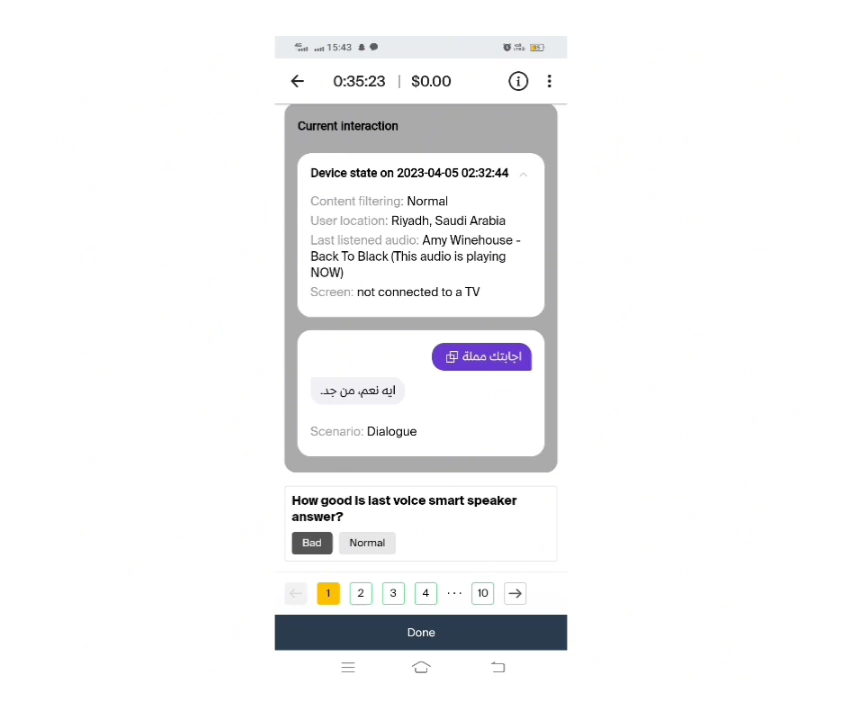 15:43
0:35:23 | $0.00
Current interaction
Device state on 2023-04-05 02:32:44
Content filtering: Normal
User location: Riyadh, Saudi Arabia
Last listened audio: Amy Winehouse -
Back To Black (This audio is playing
NOW)
Screen: not connected to a TV
اجابتك مملة
ايه نعم، من جد.
Scenario: Dialogue
How good is last voice smart speaker
answer?
Bad Normal
1 2 3 4 ... 10
Done